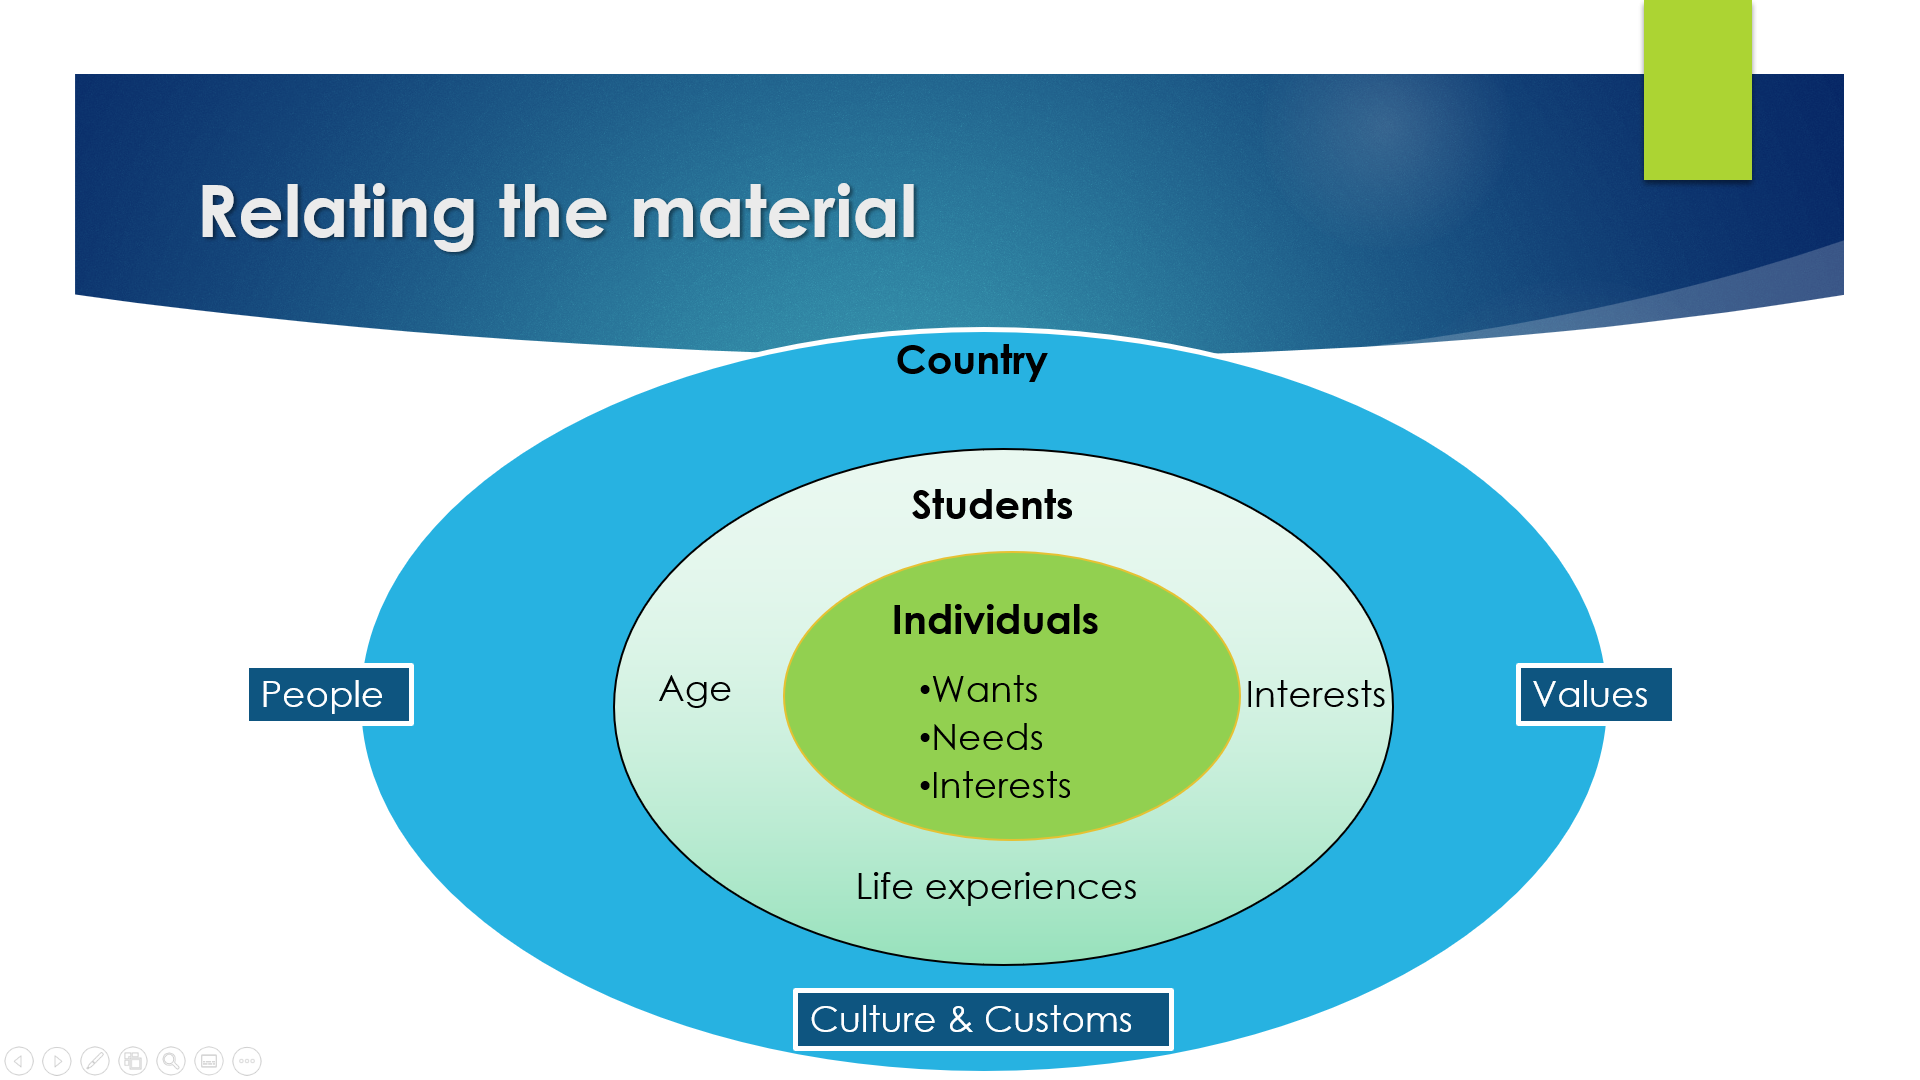 Relating the material
Country
Students
Individuals
•Wants
•Needs
•Interests
Age
Interests
Life experiences
People
Values
Culture & Customs